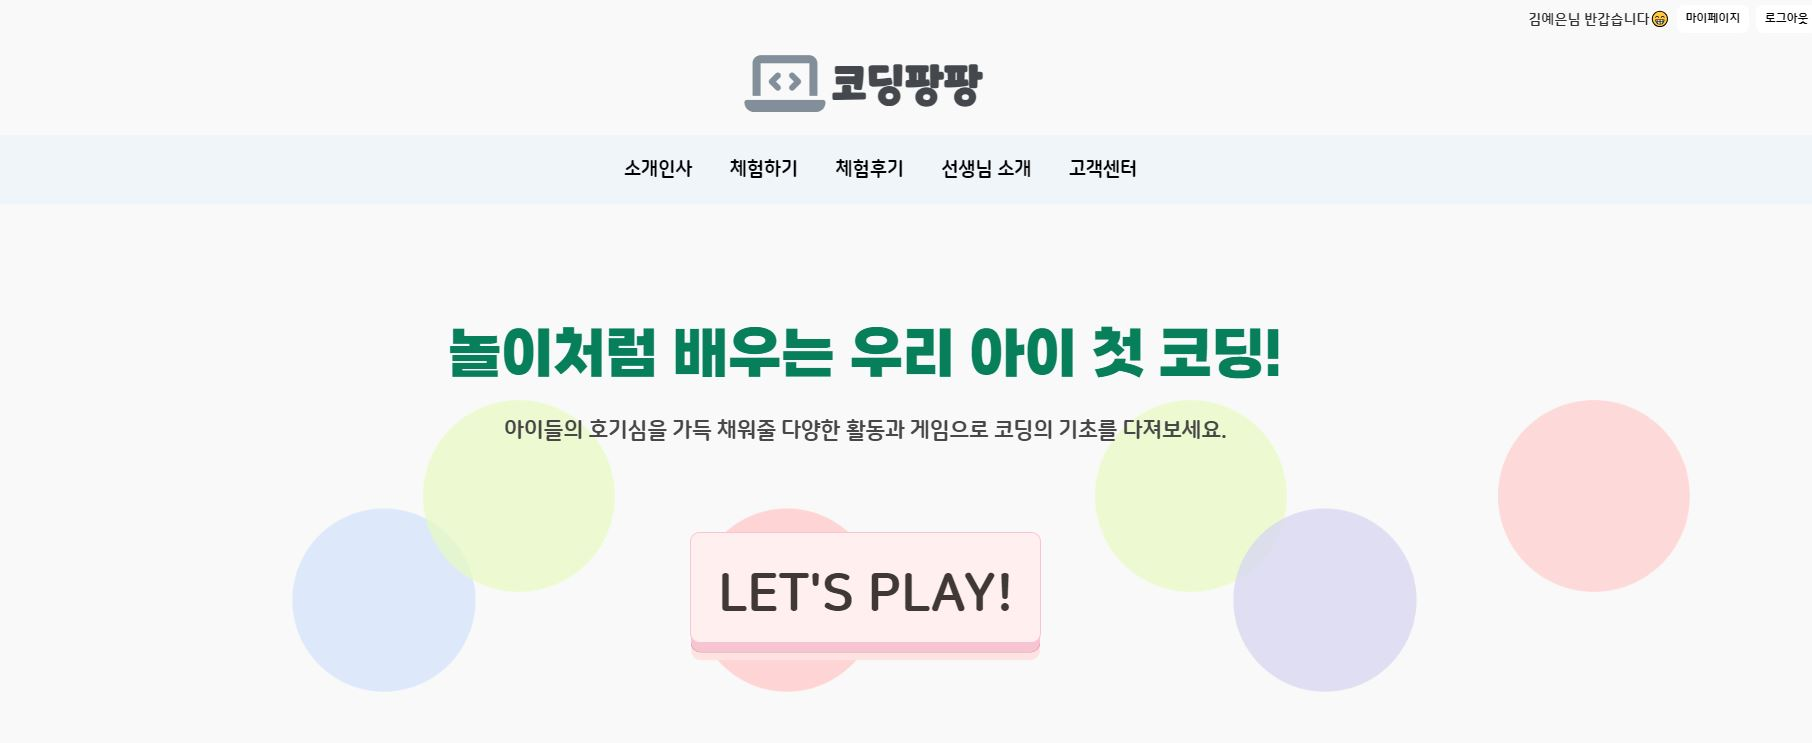 김예은님 반갑습니다😁 마이페이지 로그아웃
코딩팡팡
소개인사 체험하기 체험후기 선생님 소개 고객센터
놀이처럼 배우는 우리 아이 첫 코딩!
아이들의 호기심을 가득 채워줄 다양한 활동과 게임으로 코딩의 기초를 다져보세요.
LET'S PLAY!